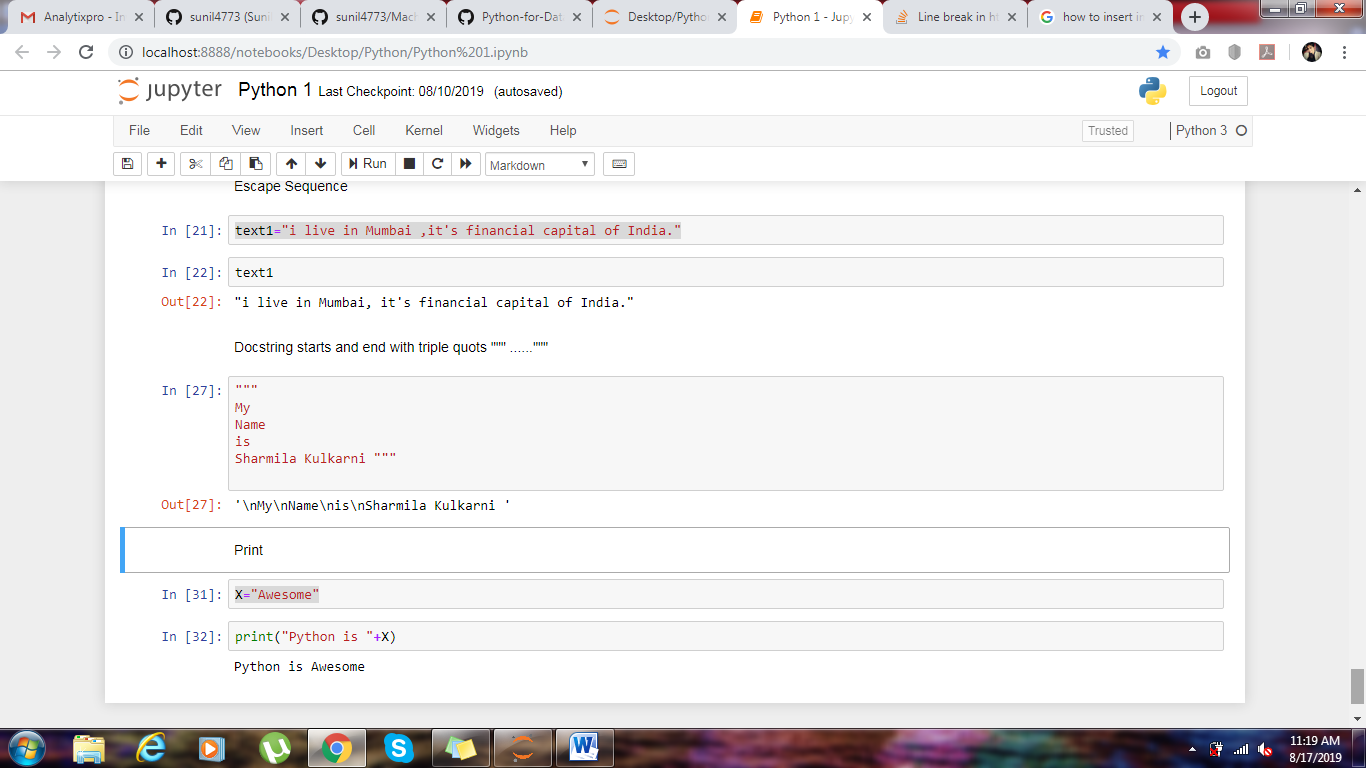 Analytixpro - In
sunil4773 (Sunil
sunil4773/Mach
Python-for-Data
Desktop/Python
Python 1 - Jupy
Line break in ht
how to insert in
localhost:8888/notebooks/Desktop/Python/Python%201.ipynb
jupyter Python 1 Last Checkpoint: 08/10/2019 (autosaved)
Logout
File Edit View Insert Cell Kernel Widgets Help
Trusted
Python 3
Run
Markdown
Escape Sequence
In [21]: text1="i live in Mumbai ,it's financial capital of India."
In [22]: text1
Out[22]: "i live in Mumbai, it's financial capital of India."
Docstring starts and end with triple quots """ ......"""
In [27]: """
My
Name
is
Sharmila Kulkarni """
Out[27]: '\nMy\nName\nis\nSharmila Kulkarni '
Print
In [31]: X="Awesome"
In [32]: print("Python is "+X)
Python is Awesome
11:19 AM
8/17/2019